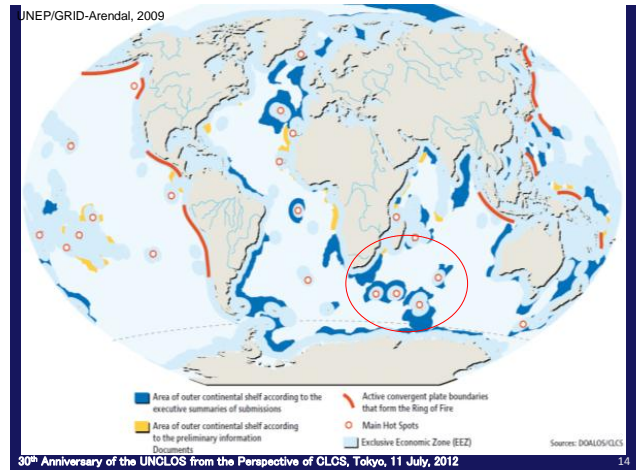 UNEP/GRID-Arendal, 2009
Area of outer continental shelf according to the
executive summaries of submissions
Area of outer continental shelf according
to the preliminary information
Documents
Active convergent plate boundaries
that form the Ring of Fire
Main Hot Spots
Exclusive Economic Zone (EEZ)
Sources: DOALOS/CLCS
30th Anniversary of the UNCLOS from the Perspective of CLCS, Tokyo, 11 July, 2012
14